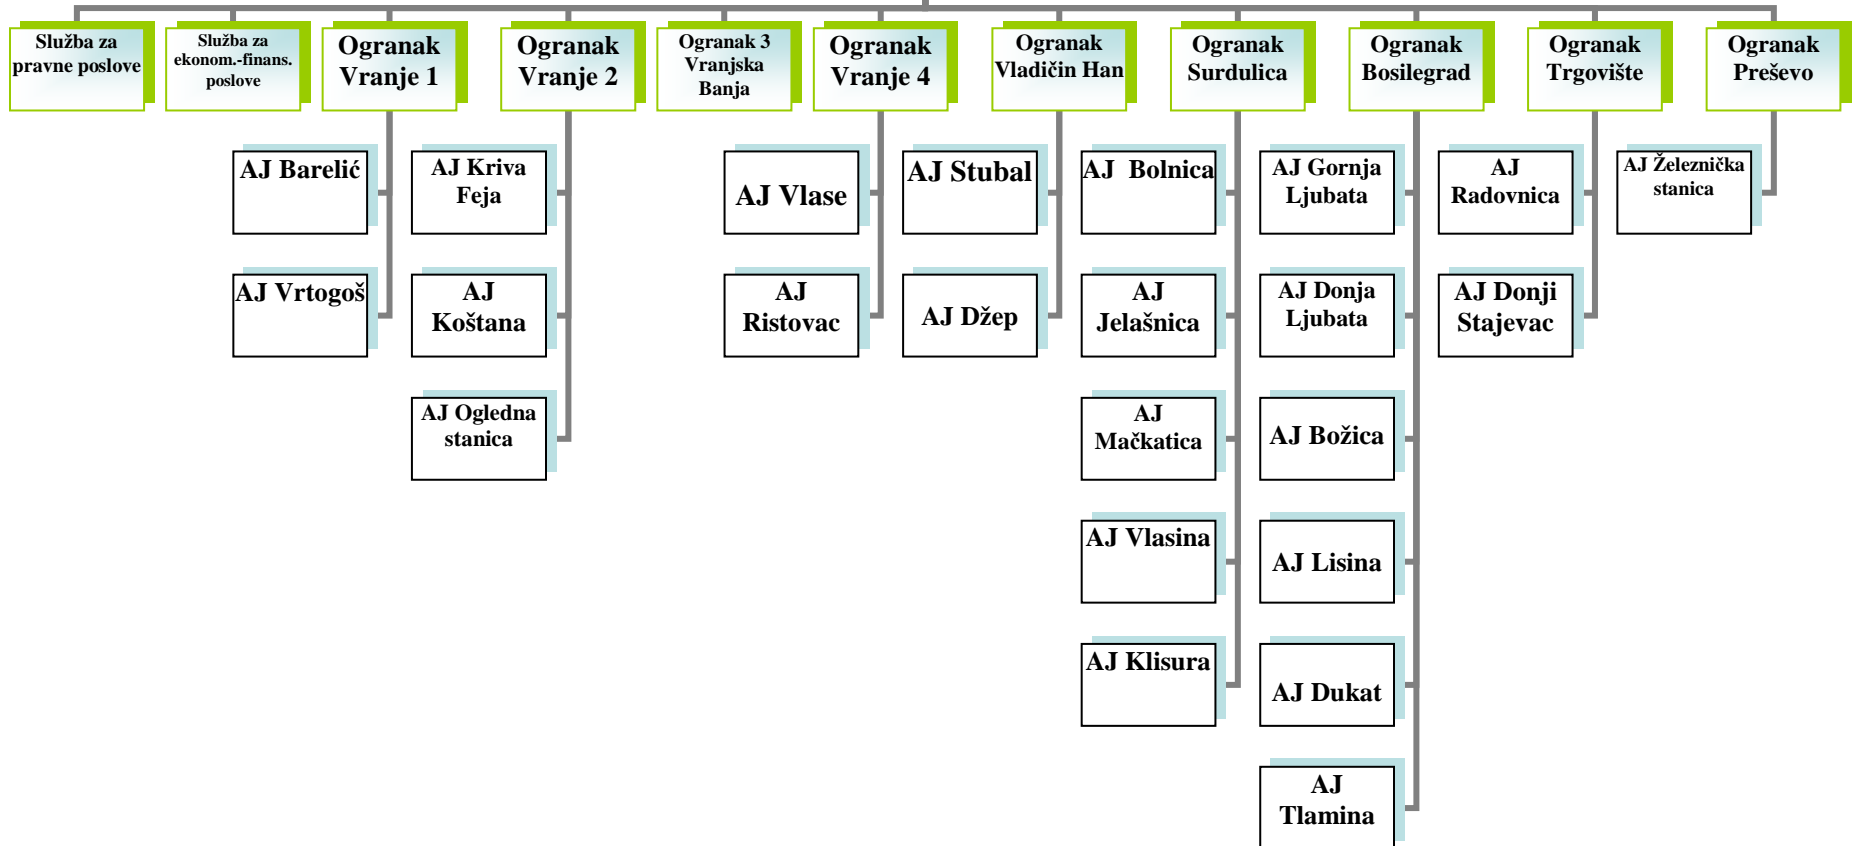 Služba za
pravne poslove
Služba za
ekonom.-finans.
poslove
Ogranak
Vranje 1
Ogranak
Vranje 2
Ogranak 3
Vranjska
Banja
Ogranak
Vranje 4
Ogranak
Vladičin Han
Ogranak
Surdulica
Ogranak
Bosilegrad
Ogranak
Trgovište
Ogranak
Preševo
AJ Barelić
AJ Kriva
Feja
AJ Vlase
AJ Stubal
AJ Bolnica
AJ Gornja
Ljubata
AJ
Radovnica
AJ Železnička
stanica
AJ Vrtogoš
AJ
Koštana
AJ
Ristovac
AJ Džep
AJ
Jelašnica
AJ Donja
Ljubata
AJ Donji
Stajevac
AJ Ogledna
stanica
AJ
Mačkatica
AJ Božica
AJ Vlasina
AJ Lisina
AJ Klisura
AJ Dukat
AJ
Tlamina